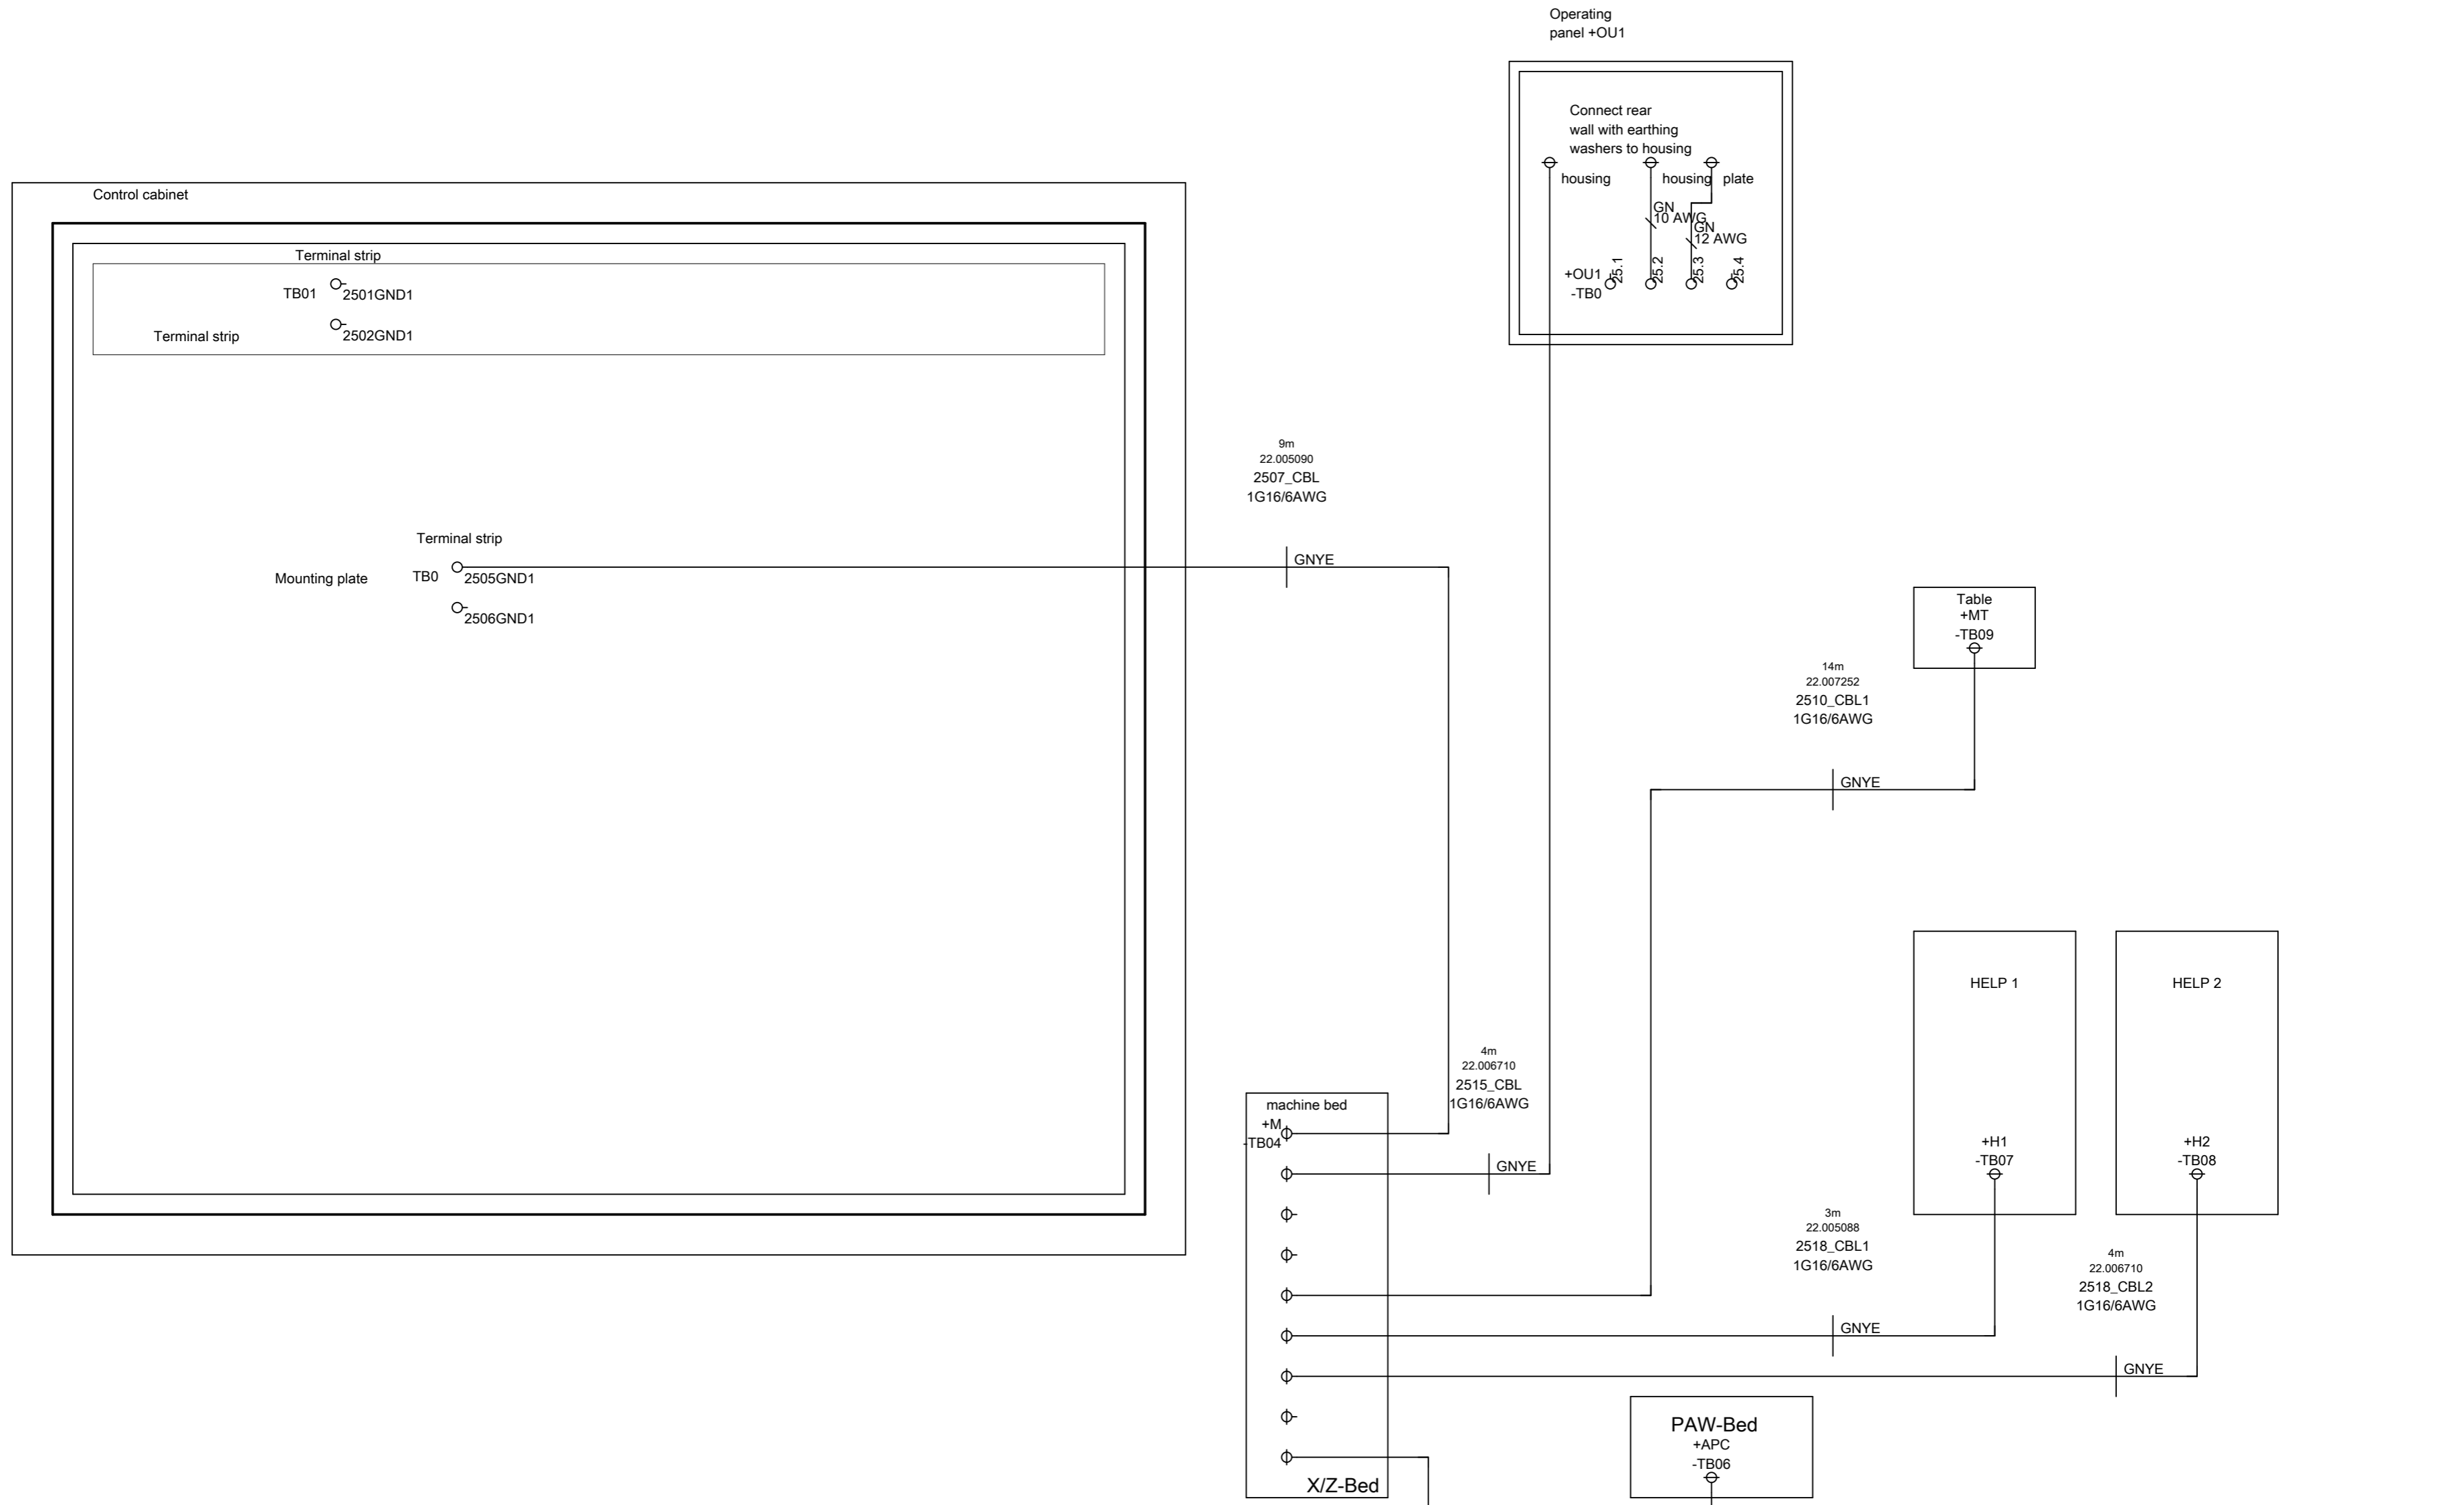 Operating
panel +OU1
Connect rear
wall with earthing
washers to housing
housing
housing
plate
GN
10 AWG
GN
12 AWG
+OU1
-TB0
25.1
25.2
25.3
25.4
Control cabinet
Terminal strip
TB01
2501GND1
2502GND1
Terminal strip
9m
22.005090
2507_CBL
1G16/6AWG
GNYE
Terminal strip
Mounting plate
TB0
2505GND1
2506GND1
Table
+MT
-TB09
14m
22.007252
2510_CBL1
1G16/6AWG
GNYE
HELP 1
HELP 2
4m
22.006710
2515_CBL
1G16/6AWG
GNYE
machine bed
+M
-TB04
+H1
-TB07
+H2
-TB08
3m
22.005088
2518_CBL1
1G16/6AWG
GNYE
4m
22.006710
2518_CBL2
1G16/6AWG
GNYE
PAW-Bed
+APC
-TB06
X/Z-Bed